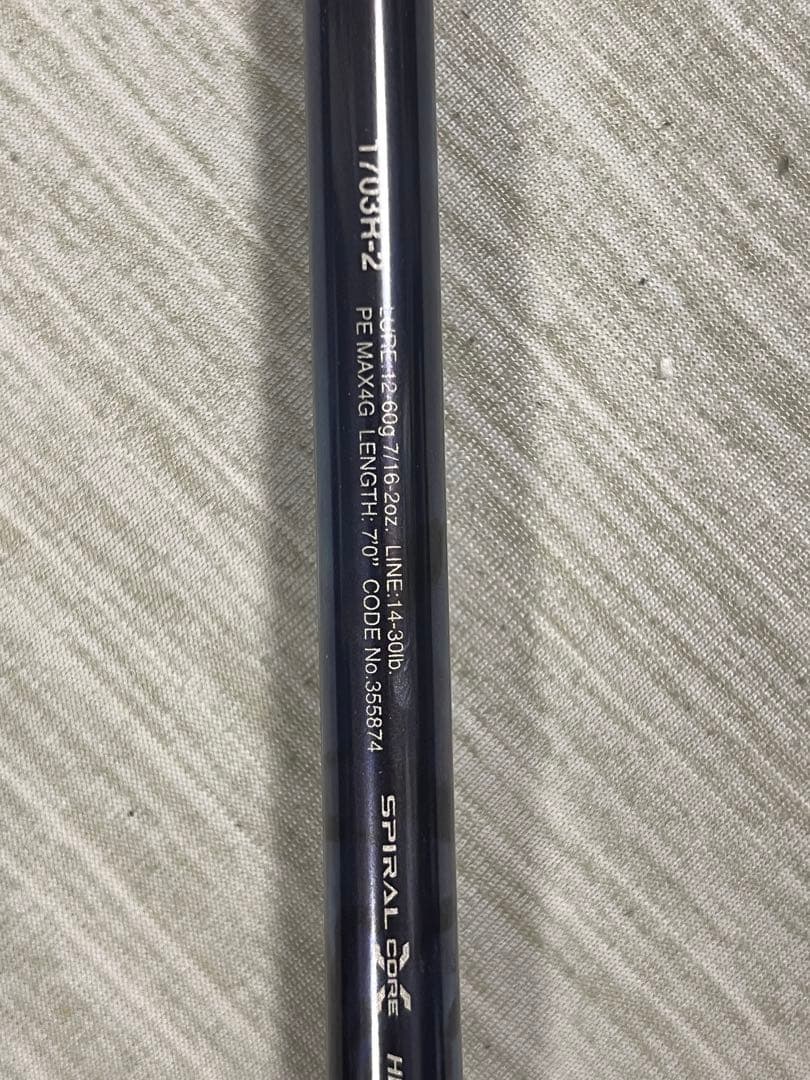 1703R-2
LURE:12-60g 7/16-2oz. LINE:14-30lb.
PE MAX4G LENGTH: 7'0" CODE No.355874
SPIRAL CORE X